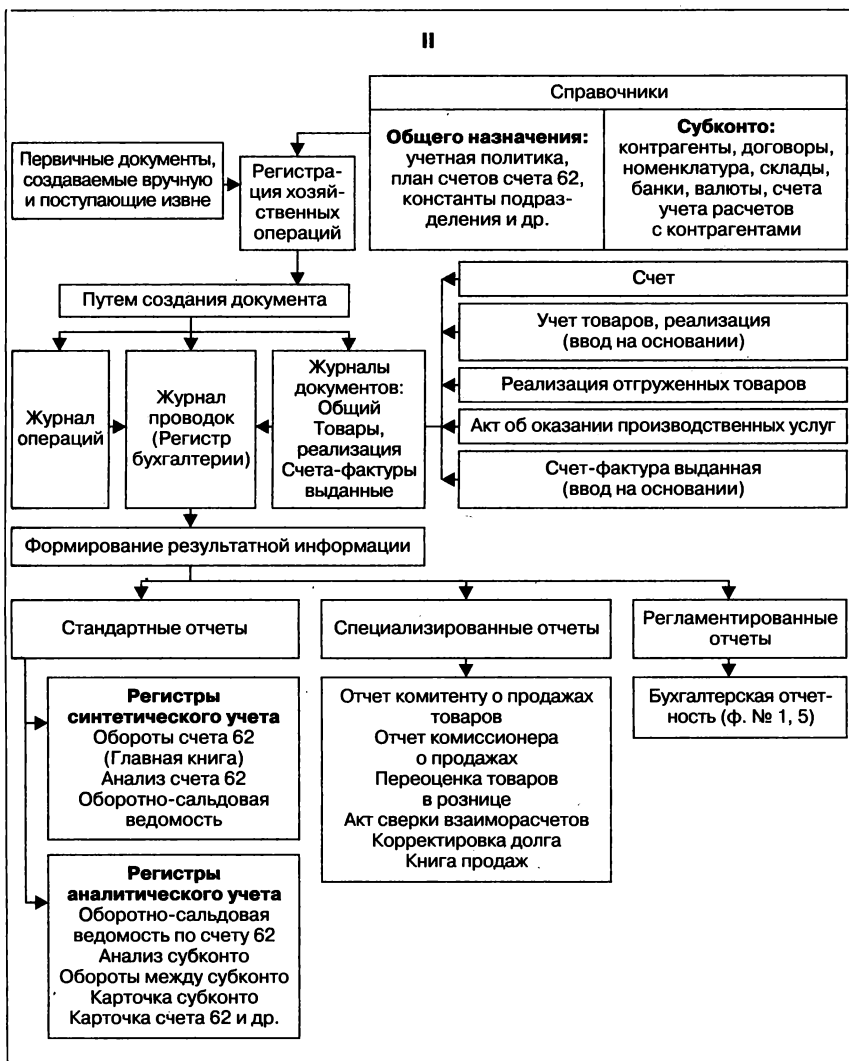 II
Справочники
Общего назначения:
учетная политика,
план счетов счета 62,
константы подраз-
деления и др.
Субконто:
контрагенты, договоры,
номенклатура, склады,
банки, валюты, счета
учета расчетов
с контрагентами
Первичные документы,
создаваемые вручную
и поступающие извне
Регистра-
ция хозяй-
ственных
операций
Путем создания документа
Счет
Учет товаров, реализация
(ввод на основании)
Реализация отгруженных товаров
Акт об оказании производственных услуг
Счет-фактура выданная
(ввод на основании)
Журнал
операций
Журнал
проводок
(Регистр
бухгалтерии)
Журналы
документов:
Общий
Товары,
реализация
Счета-фактуры
выданные
Формирование результатной информации
Стандартные отчеты
Специализированные отчеты
Регламентированные
отчеты
Регистры
синтетического учета
Обороты счета 62
(Главная книга)
Анализ счета 62
Оборотно-сальдовая
ведомость
Отчет комитенту о продажах
товаров
Отчет комиссионера
о продажах
Переоценка товаров
в рознице
Акт сверки взаиморасчетов
Корректировка долга
Книга продаж
Бухгалтерская отчет-
ность (ф. № 1, 5)
Регистры
аналитического учета
Оборотно-сальдовая
ведомость по счету 62
Анализ субконто
Обороты между субконто
Карточка субконто
Карточка счета 62 и др.